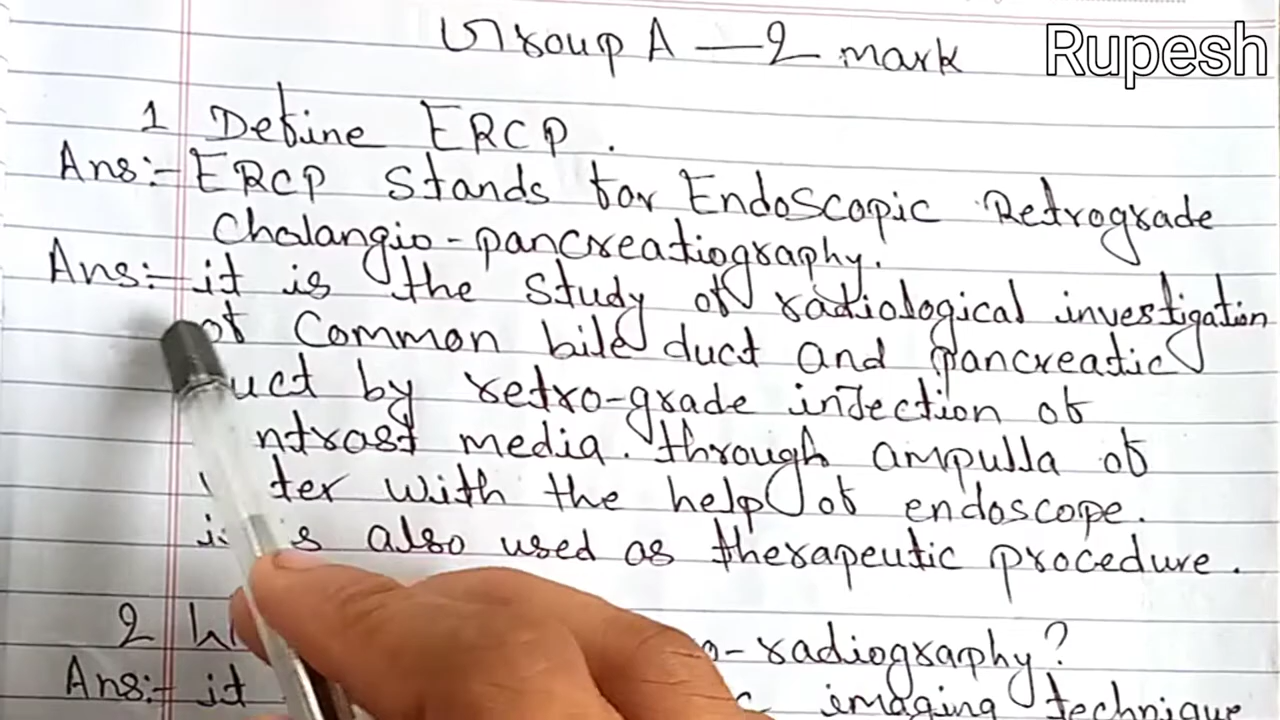 Group A — 2 mark
Rupesh
1 Define ERCP.
Ans:- ERCP Stands for Endoscopic Retrograde
Cholangio-pancreatiography.
Ans:- it is the study of radiological investigation
of Common bile duct and pancreatic
by retro-grade injection of
media. through ampulla of
with the help of endoscope.
also used as therapeutic procedure.
2 radiography?
Ans:- it imaging technique